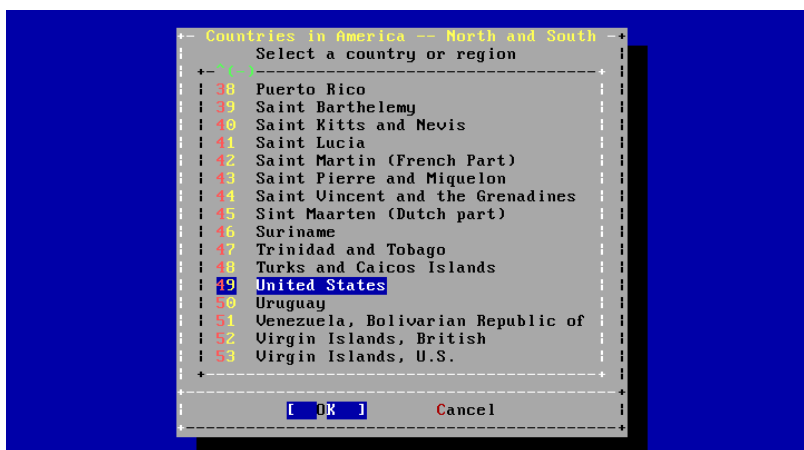 Countries in America -- North and South
Select a country or region
^(-)
38 Puerto Rico
39 Saint Barthelemy
40 Saint Kitts and Nevis
41 Saint Lucia
42 Saint Martin (French Part)
43 Saint Pierre and Miquelon
44 Saint Vincent and the Grenadines
45 Sint Maarten (Dutch part)
46 Suriname
47 Trinidad and Tobago
48 Turks and Caicos Islands
49 United States
50 Uruguay
51 Venezuela, Bolivarian Republic of
52 Virgin Islands, British
53 Virgin Islands, U.S.
[ OK ] Cancel